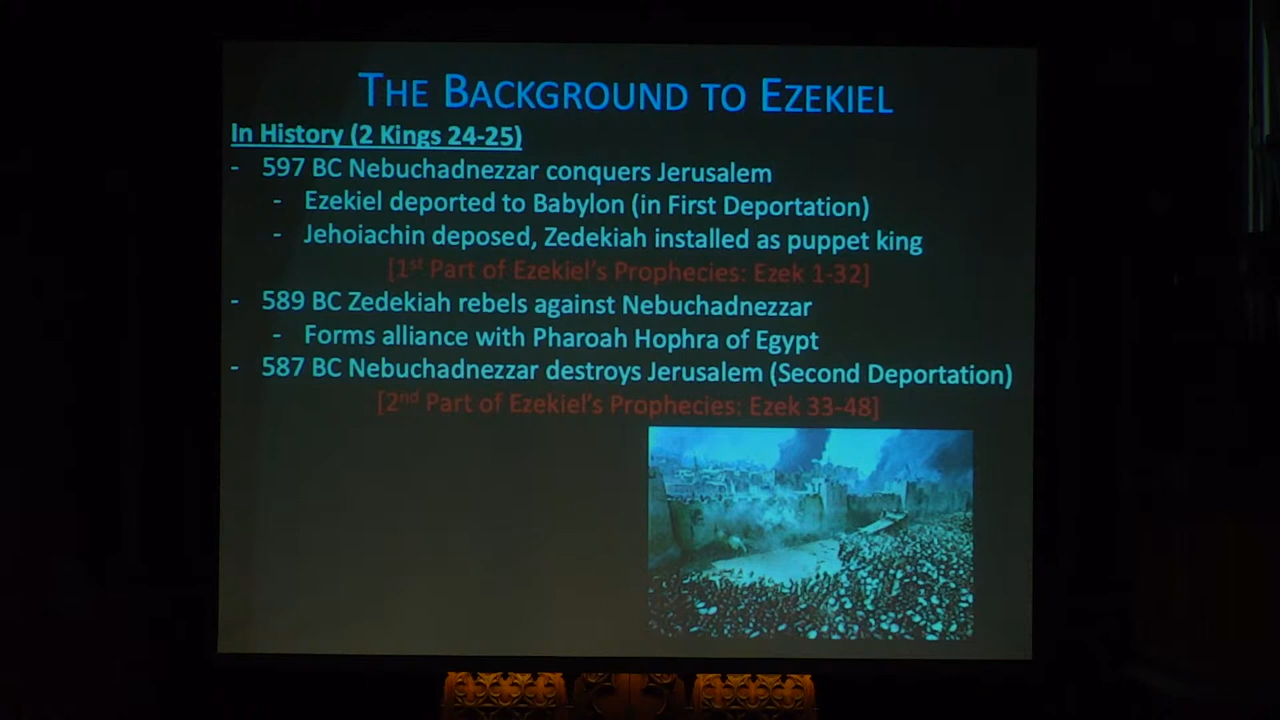 THE BACKGROUND TO EZEKIEL
In History (2 Kings 24-25)
- 597 BC Nebuchadnezzar conquers Jerusalem
- Ezekiel deported to Babylon (in First Deportation)
- Jehoiachin deposed, Zedekiah installed as puppet king
[1st Part of Ezekiel's Prophecies: Ezek 1-32]
- 589 BC Zedekiah rebels against Nebuchadnezzar
- Forms alliance with Pharoah Hophra of Egypt
- 587 BC Nebuchadnezzar destroys Jerusalem (Second Deportation)
[2nd Part of Ezekiel's Prophecies: Ezek 33-48]